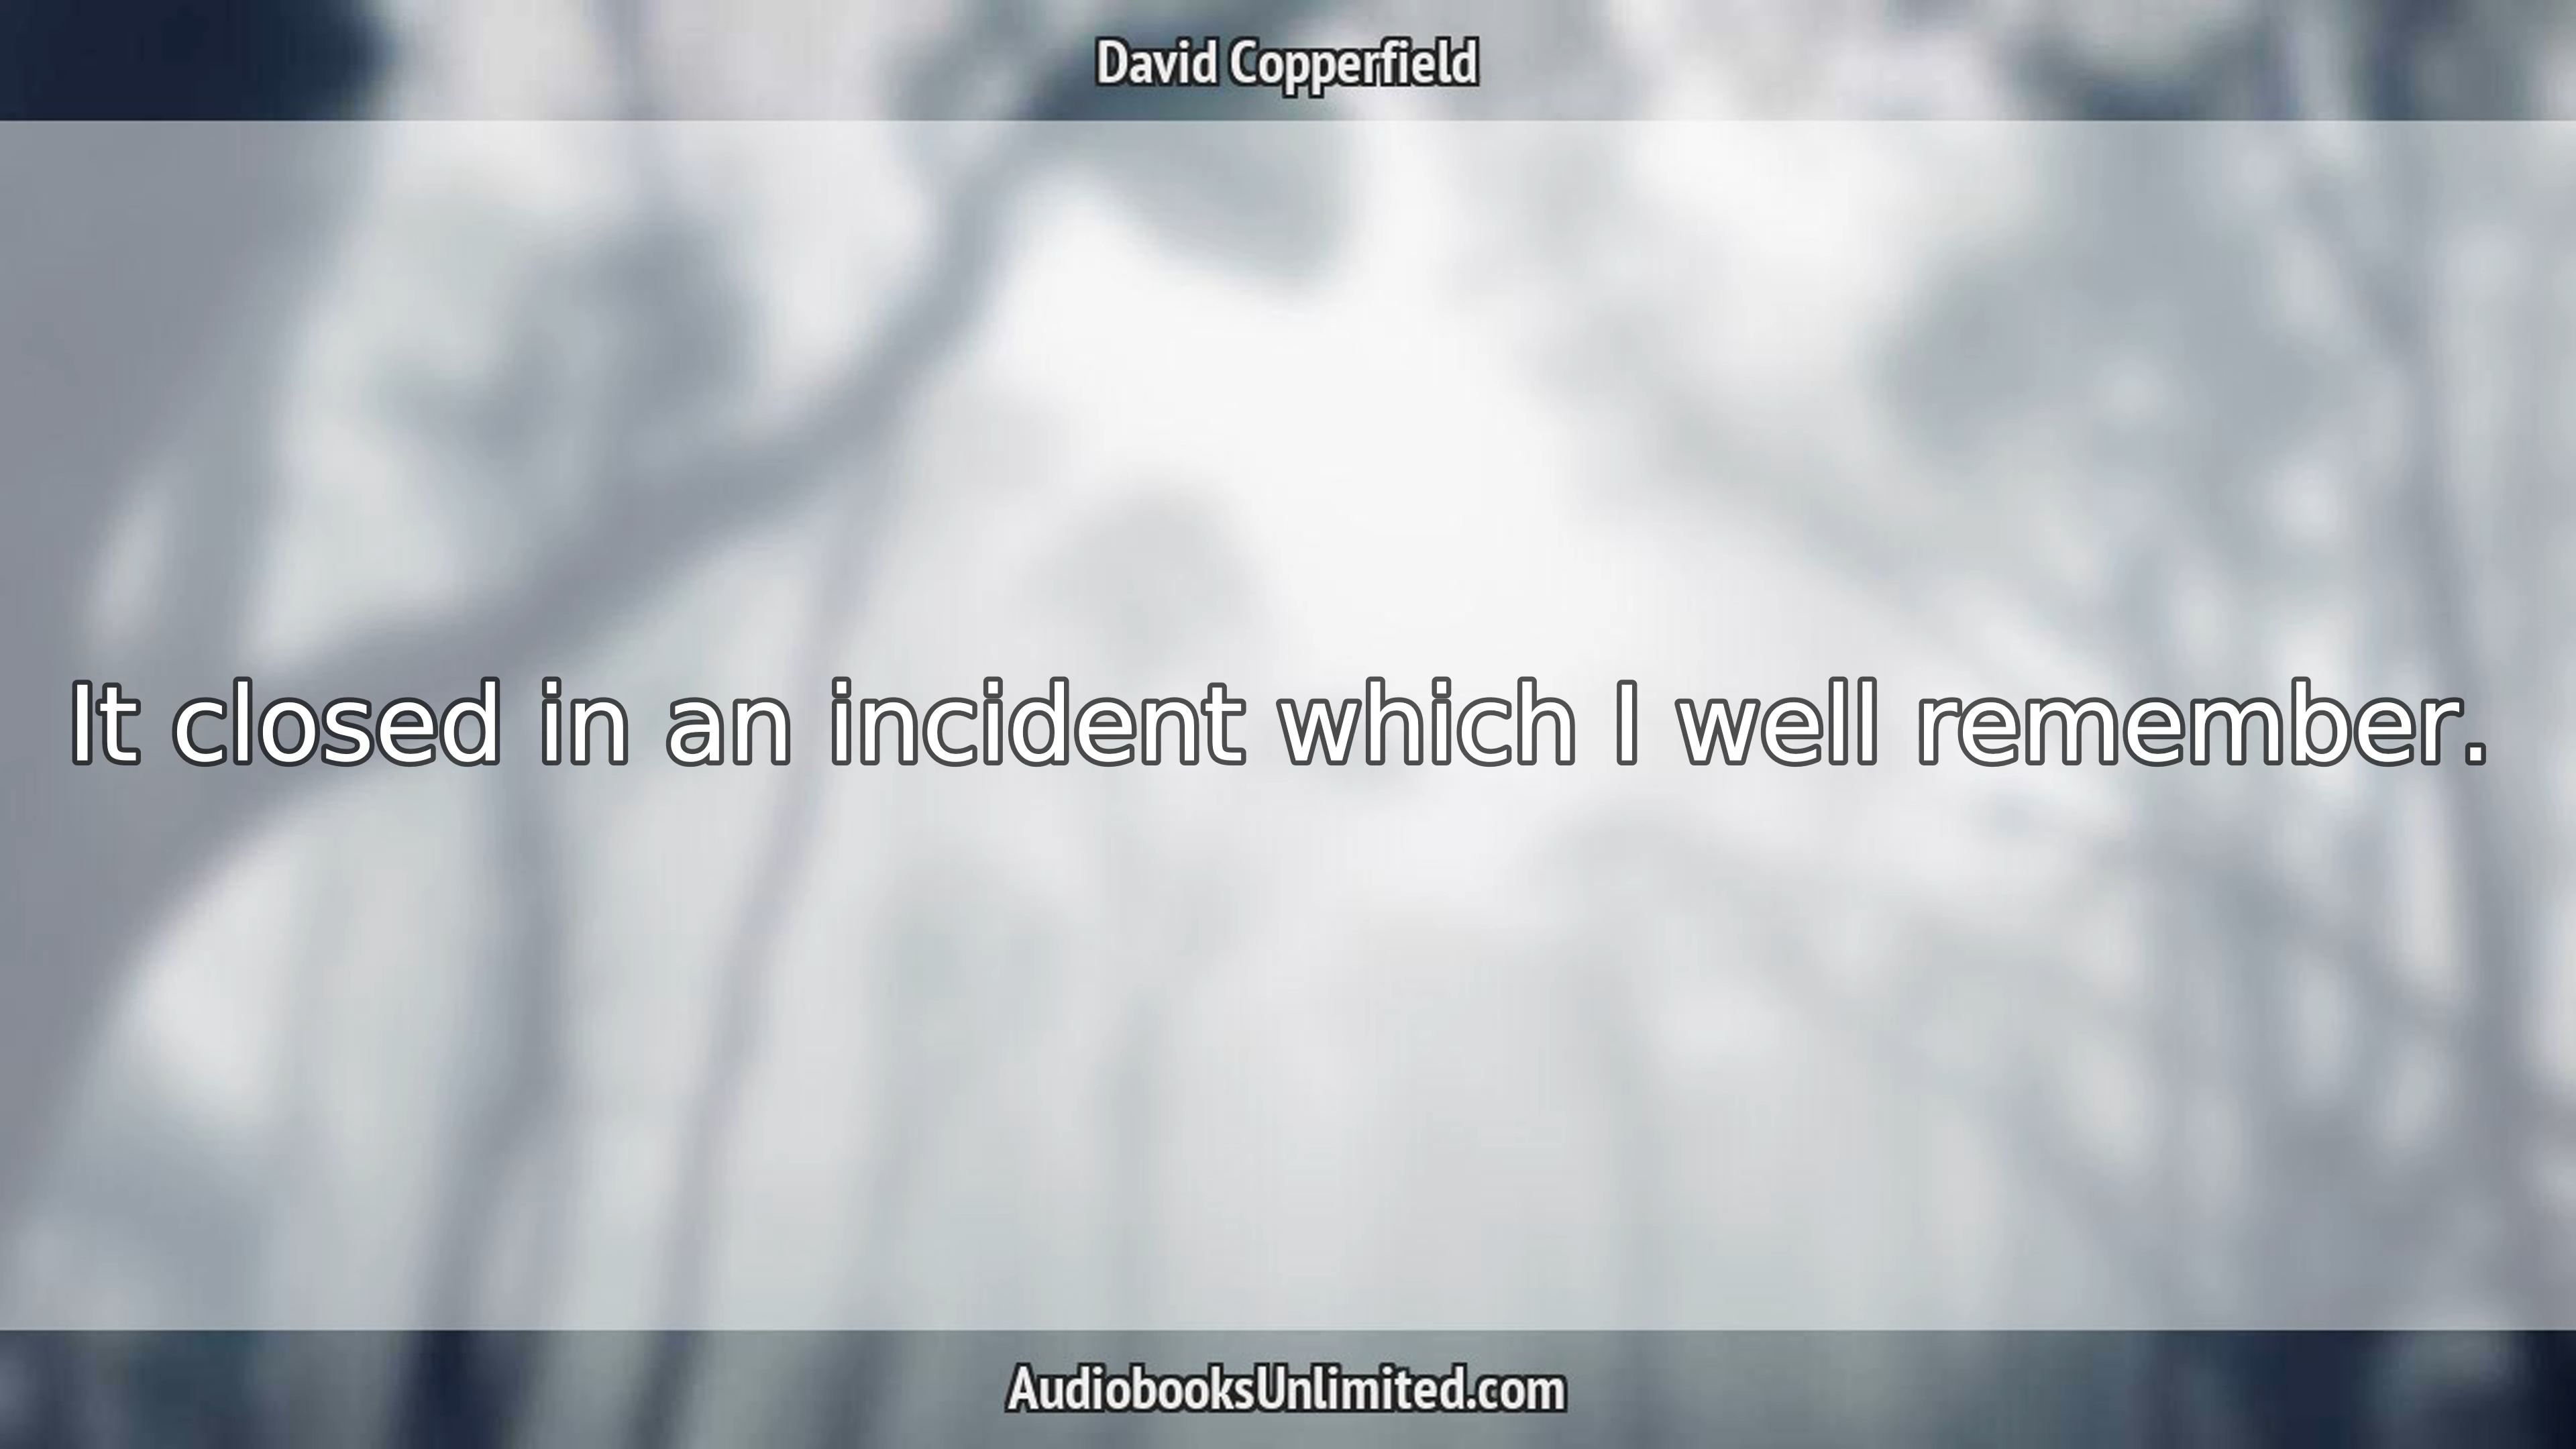 David Copperfield
It closed in an incident which I well remember.
AudiobooksUnlimited.com